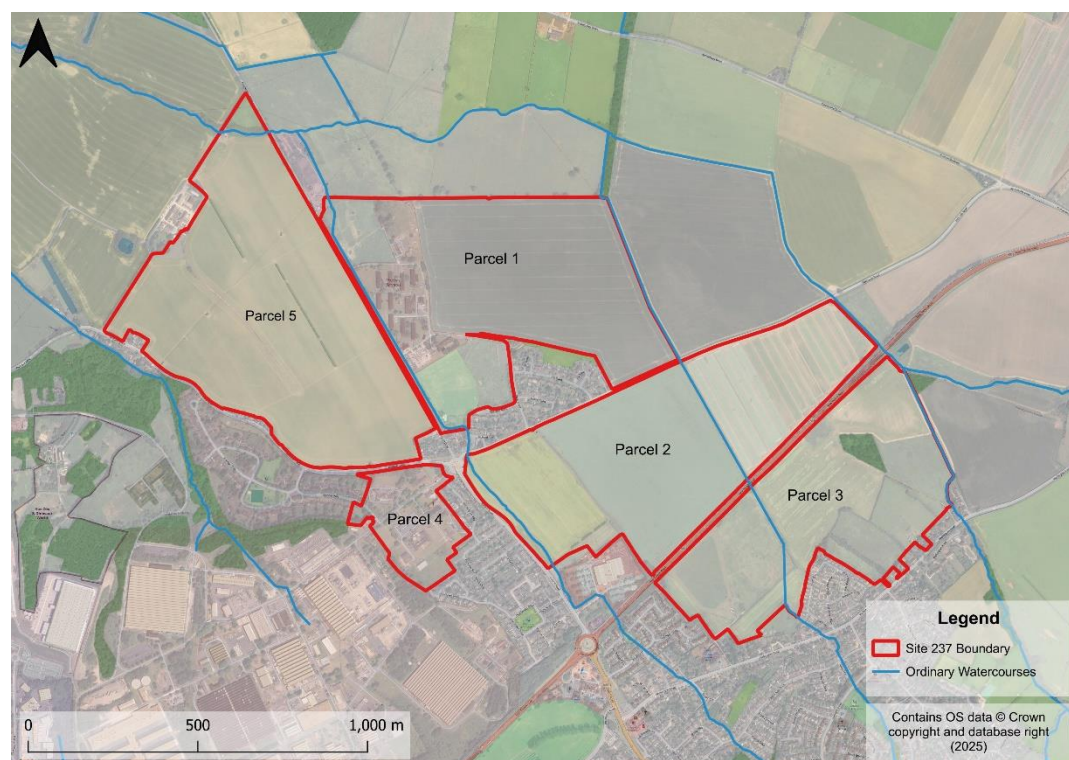 Parcel 1
Parcel 5
Parcel 2
Parcel 3
Parcel 4
Legend
Site 237 Boundary
Ordinary Watercourses
0 500 1,000 m
Contains OS data © Crown
copyright and database right
(2025)